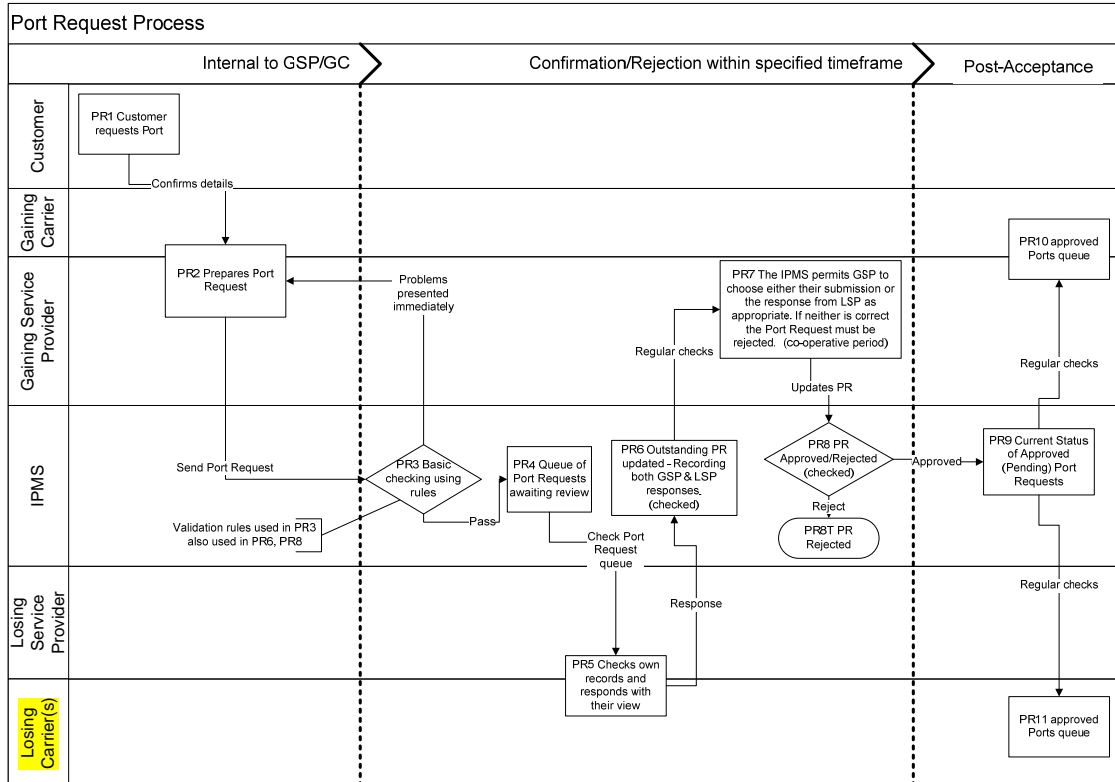 Port Request Process
Internal to GSP/GC
Confirmation/Rejection within specified timeframe
Post-Acceptance
Customer
PR1 Customer
requests Port
Confirms details
Gaining
Carrier
PR2 Prepares Port
Request
Gaining Service
Provider
Problems
presented
immediately
PR7 The IPMS permits GSP to
choose either their submission or
the response from LSP as
appropriate. If neither is correct
the Port Request must be
rejected. (co-operative period)
PR10 approved
Ports queue
Regular checks
Regular checks
Updates PR
IPMS
Send Port Request
PR3 Basic
checking using
rules
Pass
Validation rules used in PR3
also used in PR6, PR8
PR4 Queue of
Port Requests
awaiting review
Check Port
Request
queue
PR6 Outstanding PR
updated – Recording
both GSP & LSP
responses.
(checked)
PR8 PR
Approved/Rejected
(checked)
Approved
Reject
PR8T PR
Rejected
PR9 Current Status
of Approved
(Pending) Port
Requests
Losing
Service
Provider
Response
Regular checks
PR5 Checks own
records and
responds with
their view
Losing
Carrier(s)
PR11 approved
Ports queue